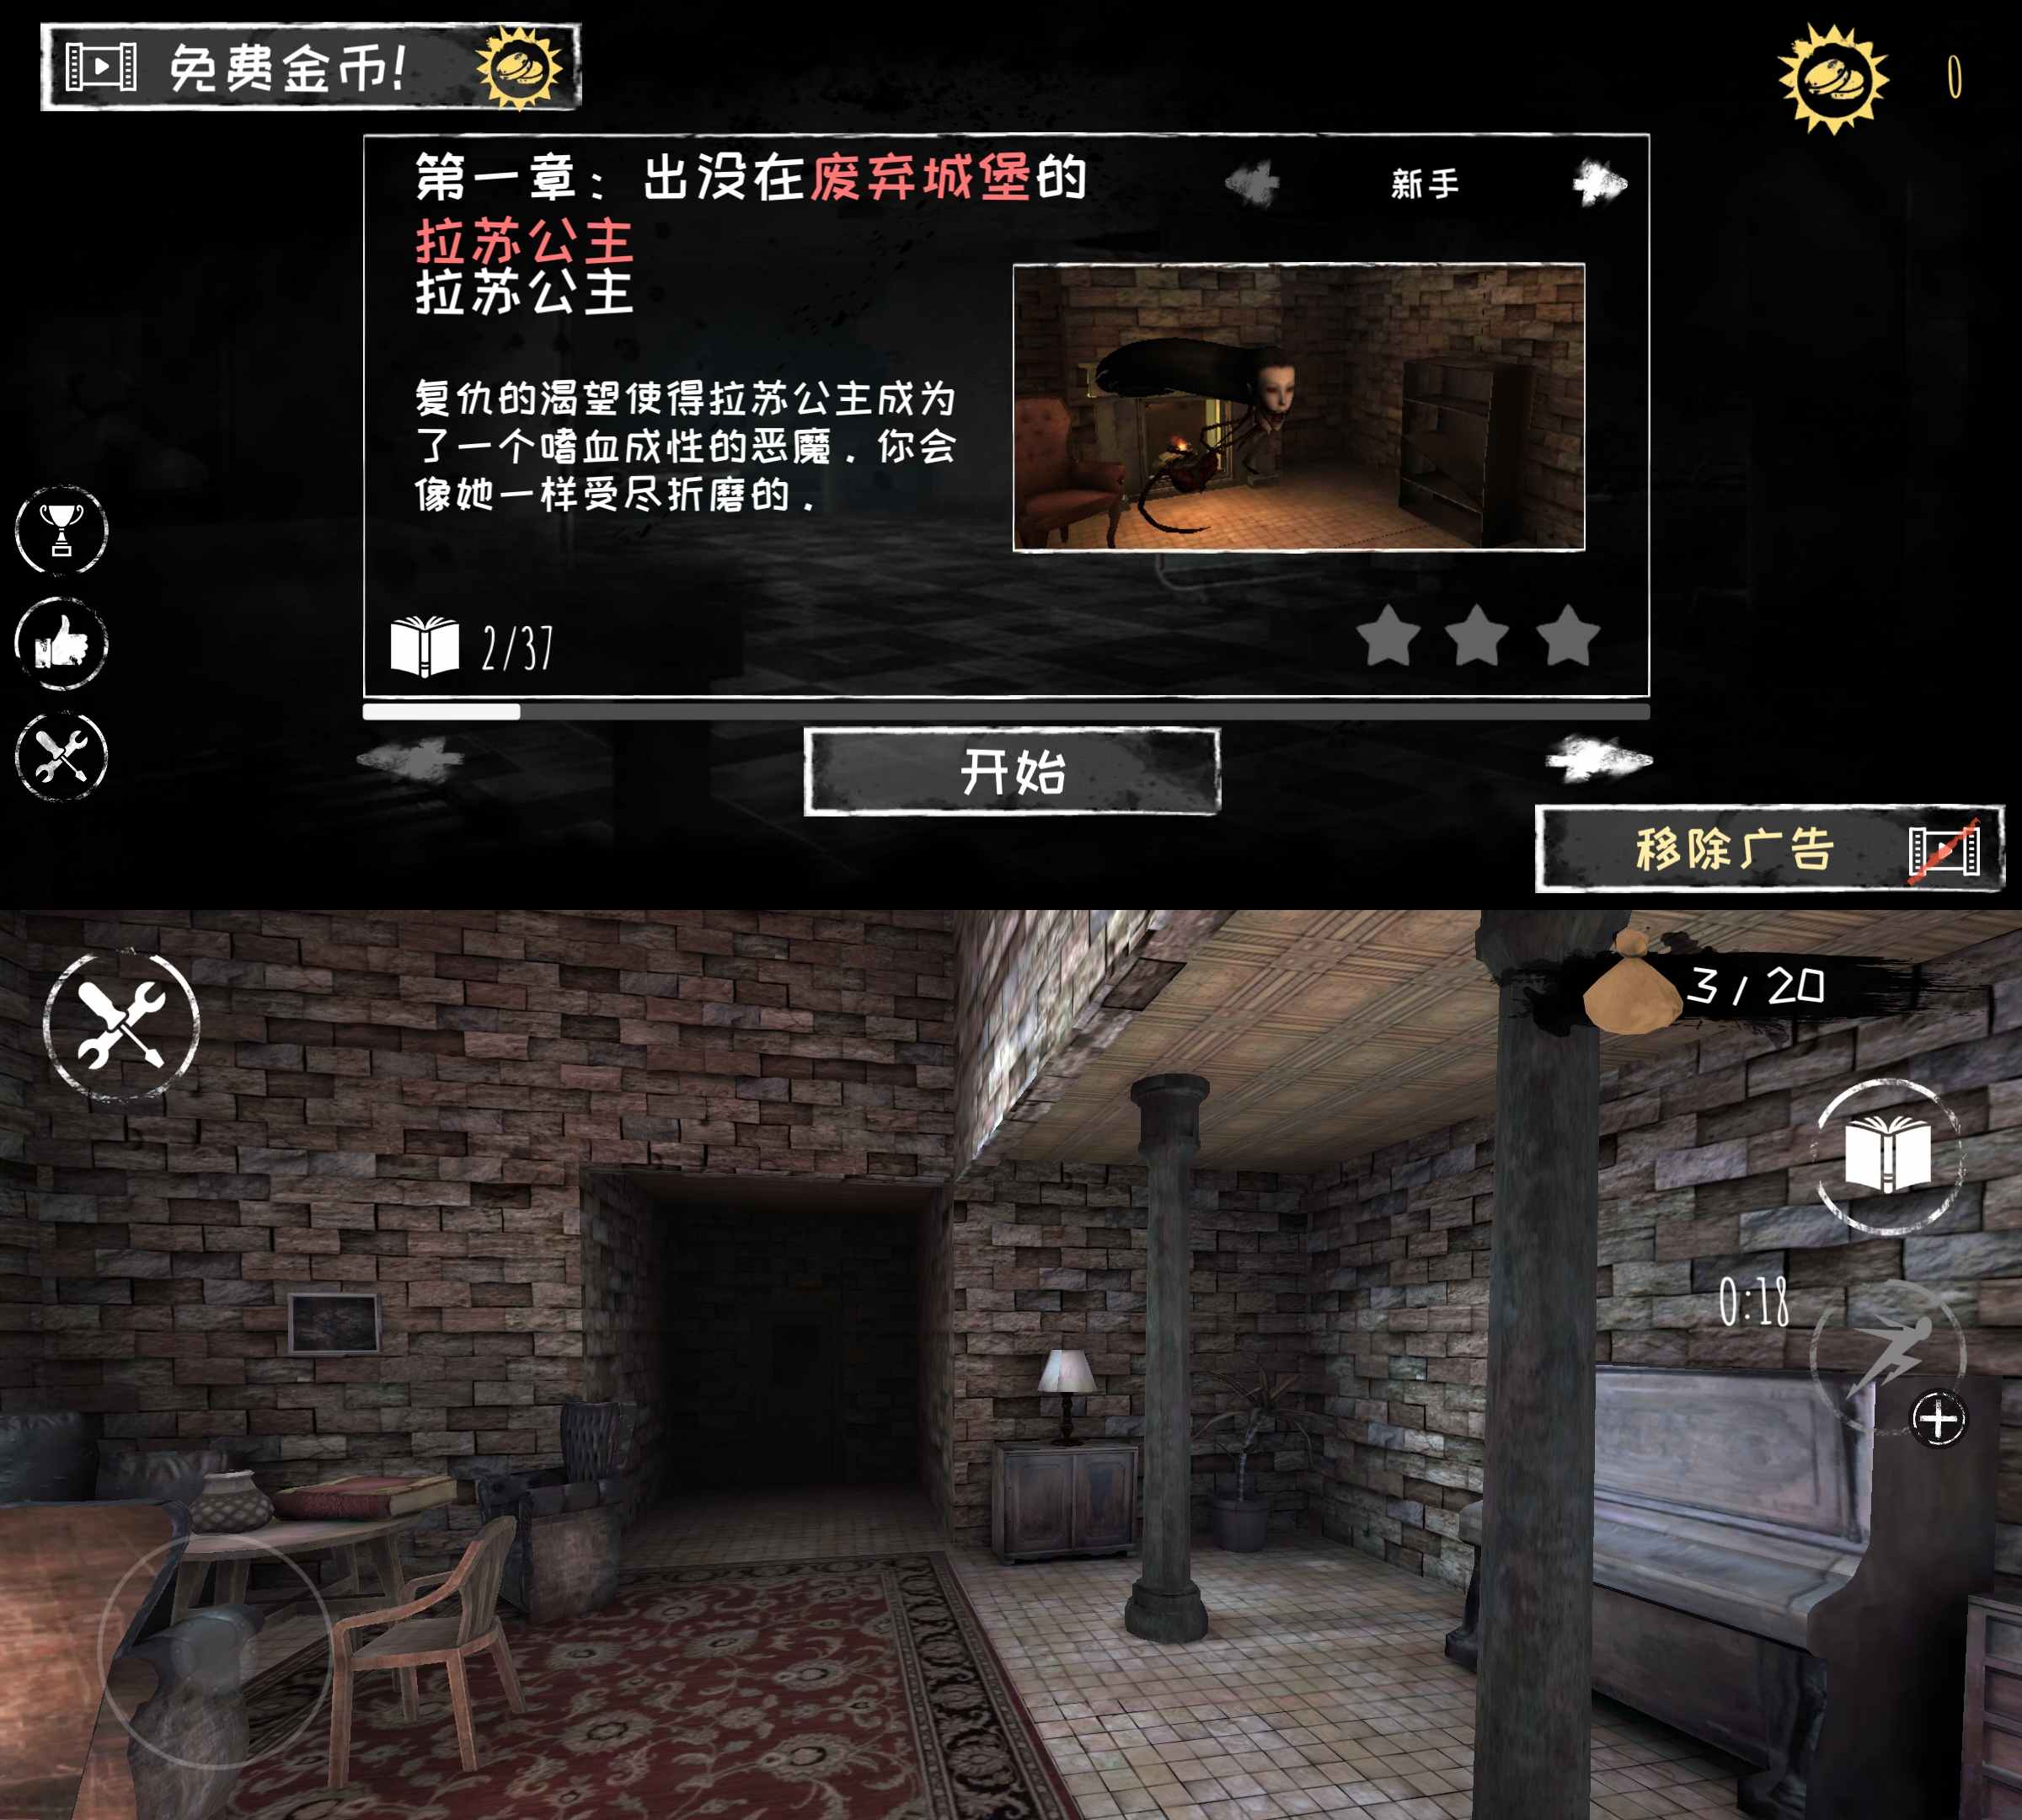 免费金币!
0
第一章：出没在废弃城堡的
拉苏公主
拉苏公主
新手
复仇的渴望使得拉苏公主成为
了一个嗜血成性的恶魔．你会
像她一样受尽折磨的．
2/37
开始
移除广告
3/20
0:18